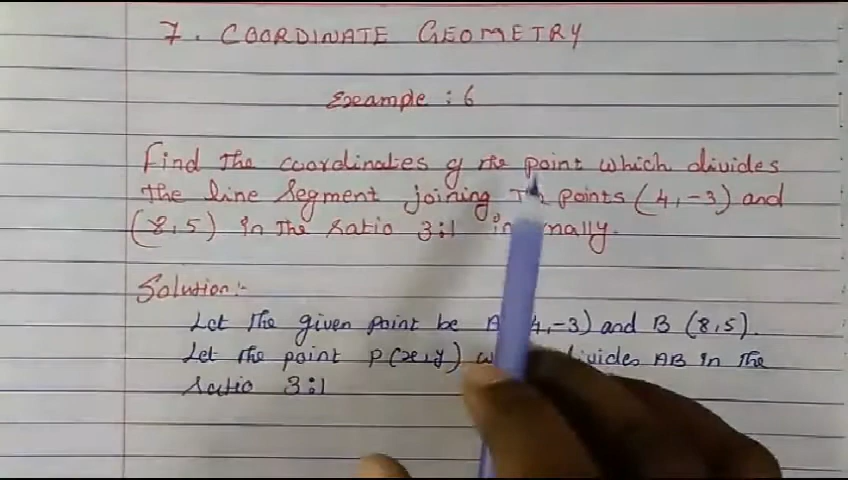 7. COORDINATE GEOMETRY
Example : 6
Find the coordinates of the point which divides
the line segment joining the points (4,-3) and
(8,5) in the ratio 3:1
Solution:-
Let the given point be A 4,-3) and B (8,5).
Let the point P(x,y) divides AB in the
ratio 3:1